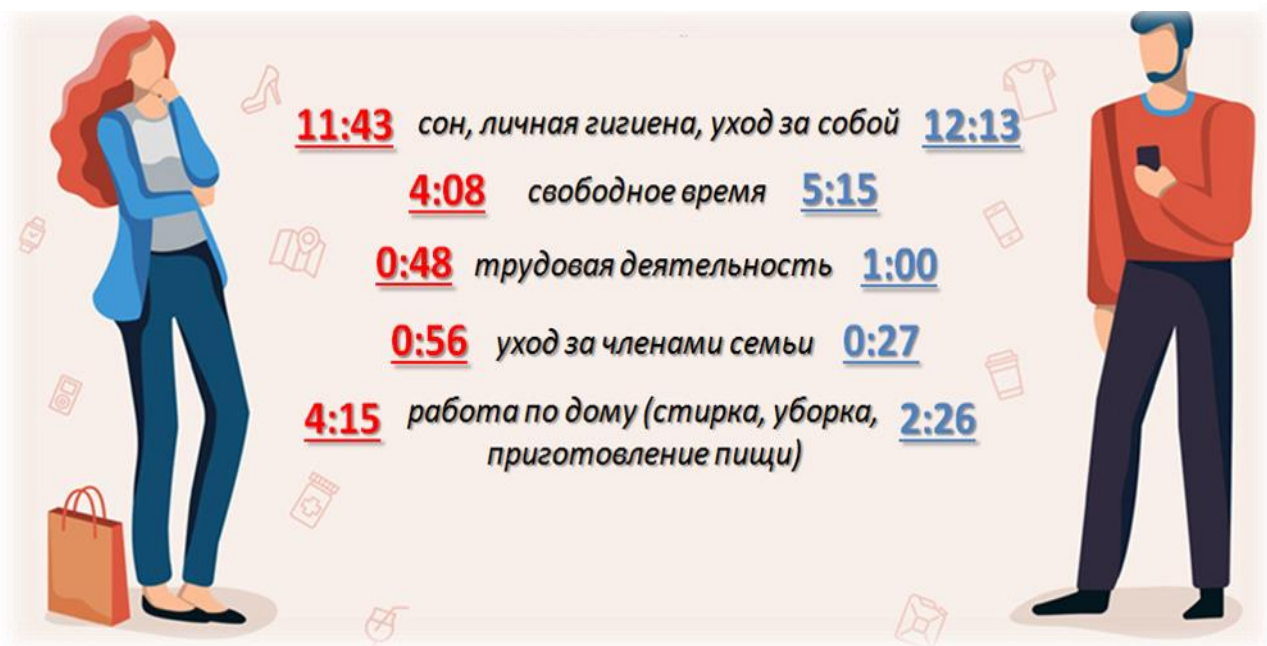 11:43 сон, личная гигиена, уход за собой 12:13
4:08 свободное время 5:15
0:48 трудовая деятельность 1:00
0:56 уход за членами семьи 0:27
4:15 работа по дому (стирка, уборка, 2:26
приготовление пищи)